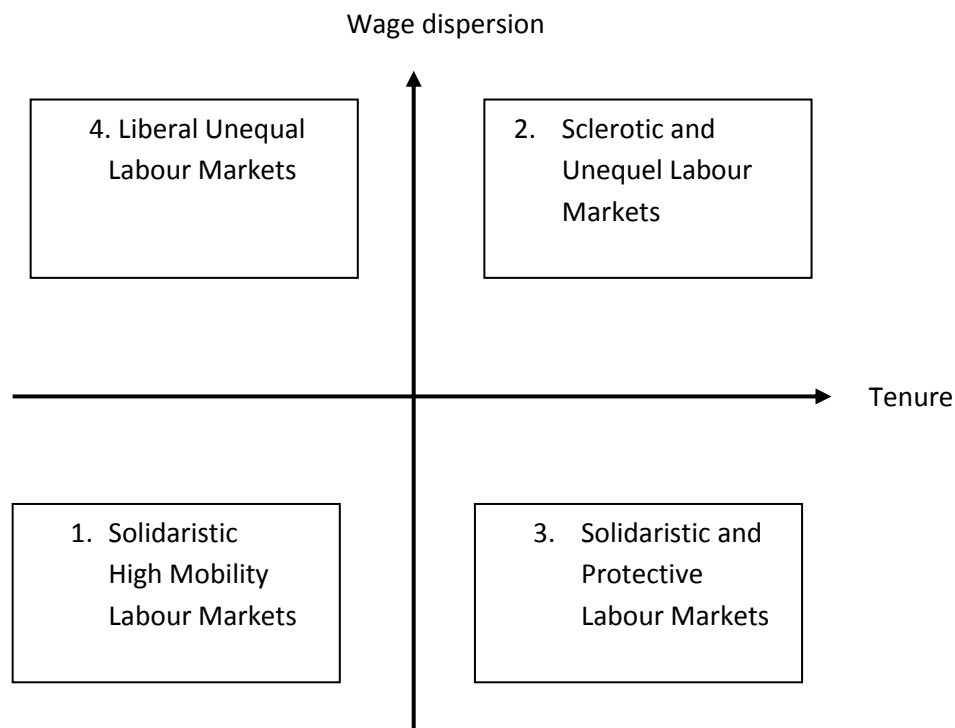 Wage dispersion
4. Liberal Unequal
Labour Markets
2. Sclerotic and
Unequel Labour
Markets
Tenure
1. Solidaristic
High Mobility
Labour Markets
3. Solidaristic and
Protective
Labour Markets